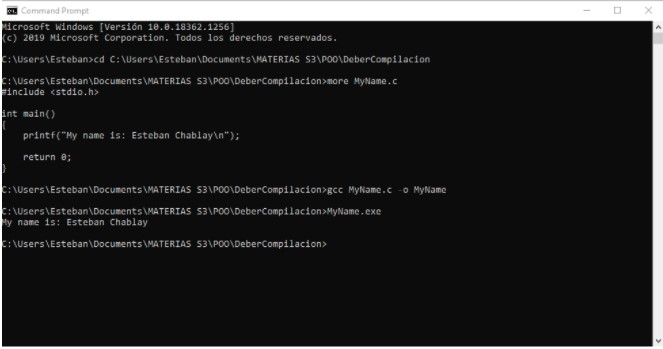 Command Prompt
Microsoft Windows [Versión 10.0.18362.1256]
(c) 2019 Microsoft Corporation. Todos los derechos reservados.
C:\Users\Esteban>cd C:\Users\Esteban\Documents\MATERIAS S3\POO\DeberCompilacion
C:\Users\Esteban\Documents\MATERIAS S3\POO\DeberCompilacion>more MyName.c
#include <stdio.h>
int main()
{
    printf("My name is: Esteban Chablay\n");
    return 0;
}
C:\Users\Esteban\Documents\MATERIAS S3\POO\DeberCompilacion>gcc MyName.c -o MyName
C:\Users\Esteban\Documents\MATERIAS S3\POO\DeberCompilacion>MyName.exe
My name is: Esteban Chablay
C:\Users\Esteban\Documents\MATERIAS S3\POO\DeberCompilacion>